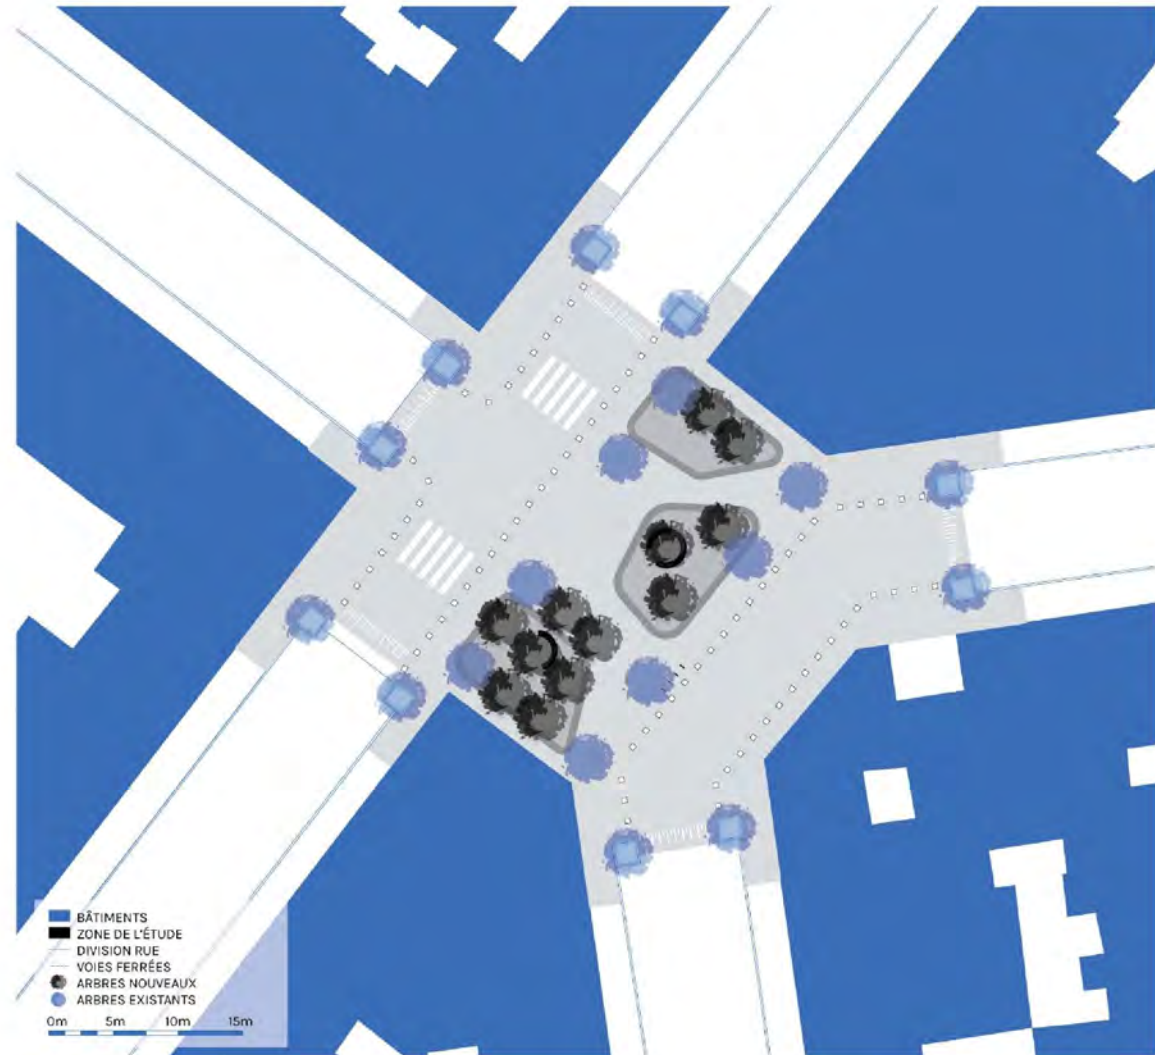 BÂTIMENTS
ZONE DE L'ÉTUDE
DIVISION RUE
VOIES FERRÉES
ARBRES NOUVEAUX
ARBRES EXISTANTS
0m 5m 10m 15m